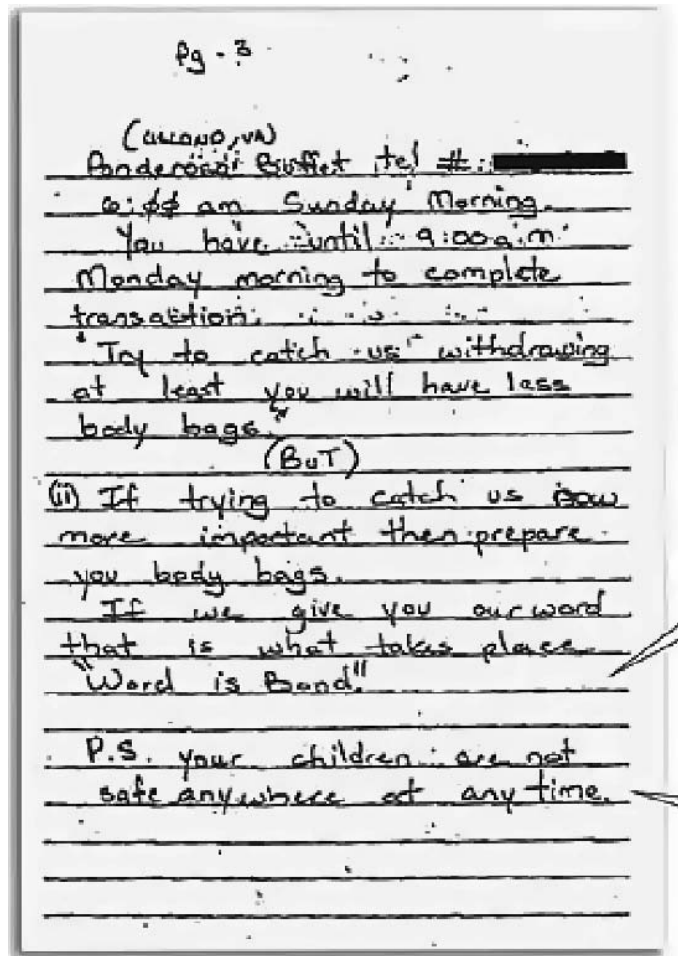 Pg - 3
(ASHLAND, VA)
Ponderosa Buffet tel #:
6:00 am Sunday Morning.
You have until 9:00 a.m.
Monday morning to complete
transaction.
"Try to catch us" withdrawing
at least you will have less
body bags."
(BUT)
(ii) If trying to catch us now
more important then prepare
you body bags.
If we give you our word
that is what takes place
"Word is Bond"
P.S. your children are not
safe anywhere at any time.